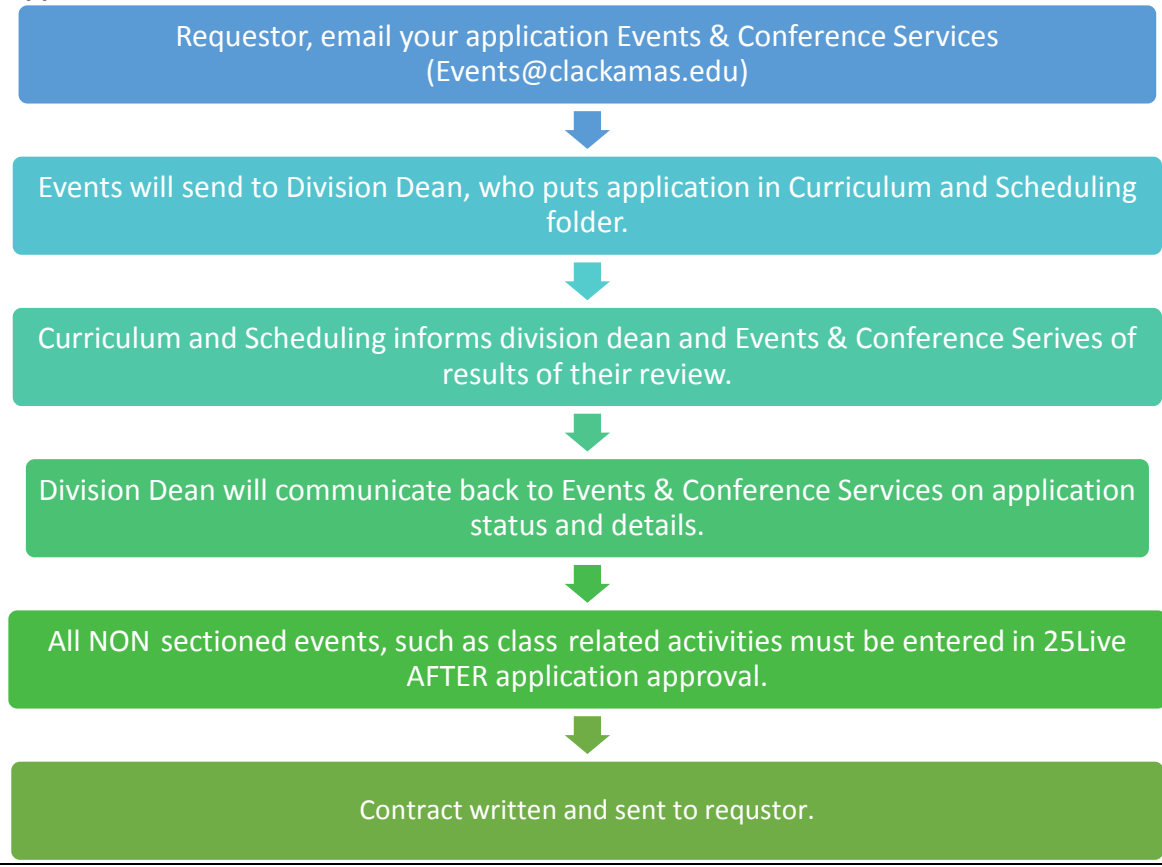 Requestor, email your application Events & Conference Services
(Events@clackamas.edu)
Events will send to Division Dean, who puts application in Curriculum and Scheduling
folder.
Curriculum and Scheduling informs division dean and Events & Conference Serives of
results of their review.
Division Dean will communicate back to Events & Conference Services on application
status and details.
All NON sectioned events, such as class related activities must be entered in 25Live
AFTER application approval.
Contract written and sent to requstor.